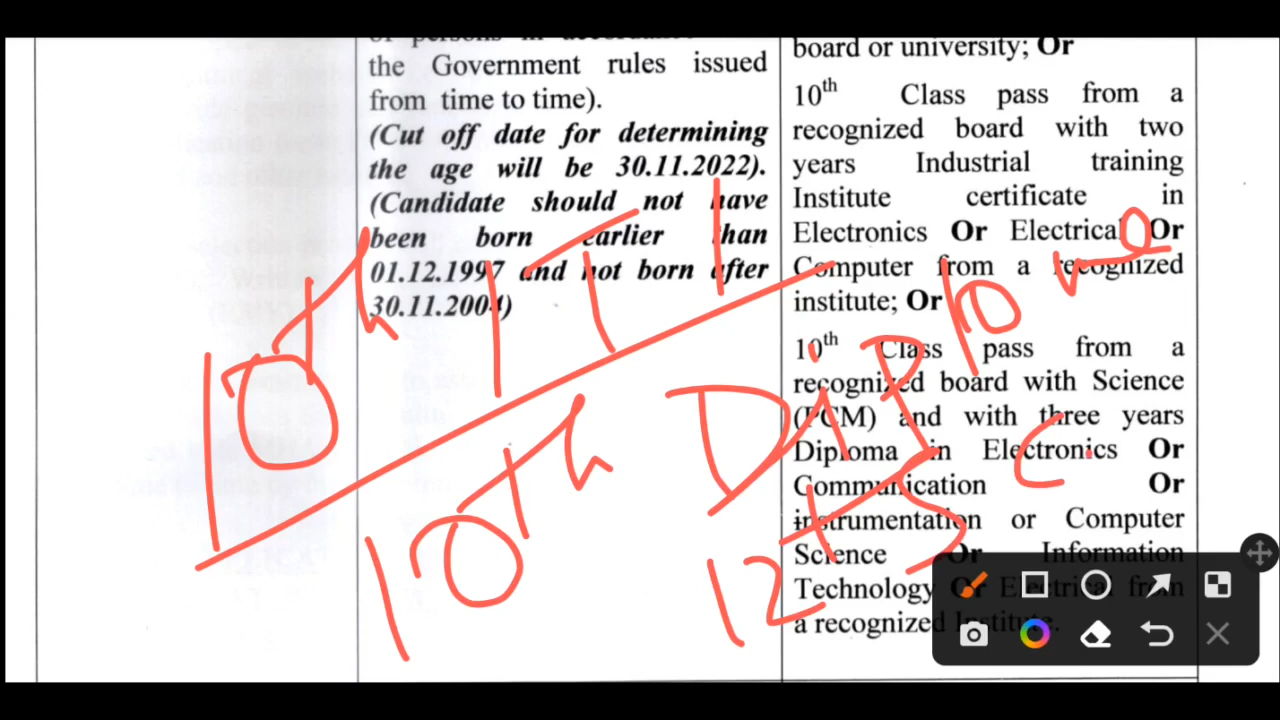 the Government rules issued
from time to time).
(Cut off date for determining
the age will be 30.11.2022).
(Candidate should not have
been born earlier than
01.12.1997 and not born after
30.11.2004)
board or university; Or
10th Class pass from a
recognized board with two
years Industrial training
Institute certificate in
Electronics Or Electrical Or
Computer from a recognized
institute; Or
10th Class pass from a
recognized board with Science
(PCM) and with three years
Diploma in Electronics Or
Communication Or
instrumentation or Computer
Science Or Information
Technology Or Electrical from
a recognized Institute.
10th ITI
10th Dip
12th